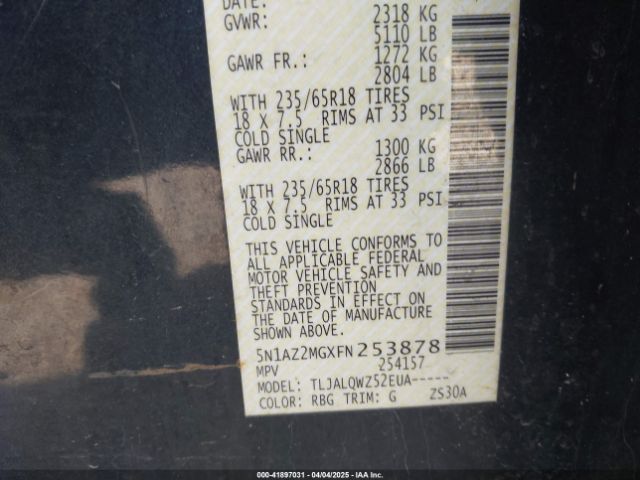 DATE:
GVWR: 2318 KG
5110 LB
GAWR FR.: 1272 KG
2804 LB
WITH 235/65R18 TIRES
18 X 7.5 RIMS AT 33 PSI
COLD SINGLE
GAWR RR.: 1300 KG
2866 LB
WITH 235/65R18 TIRES
18 X 7.5 RIMS AT 33 PSI
COLD SINGLE
THIS VEHICLE CONFORMS TO
ALL APPLICABLE FEDERAL
MOTOR VEHICLE SAFETY AND
THEFT PREVENTION
STANDARDS IN EFFECT ON
THE DATE OF MANUFACTURE
SHOWN ABOVE.
5N1AZ2MGXFN253878
MPV 254157
MODEL: TLJALQWZ52EUA-----
COLOR: RBG TRIM: G ZS30A
000-41897031 - 04/04/2025 - IAA Inc.